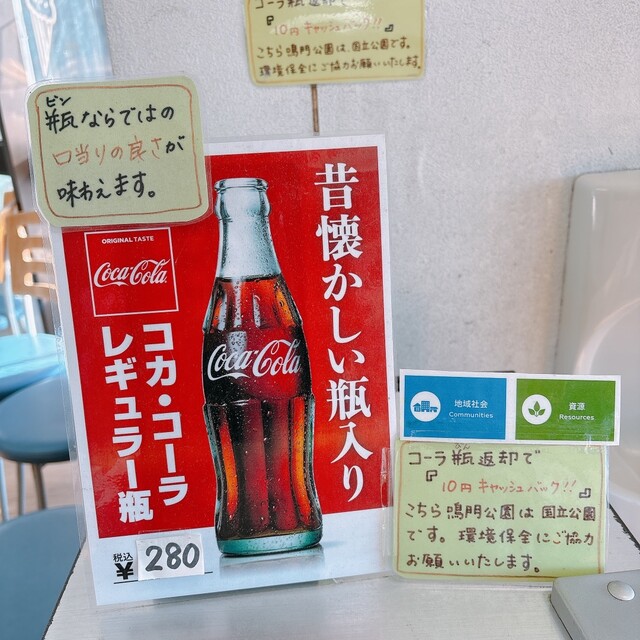 コーラ瓶返却で
『10円キャッシュバック!!』
こちら鳴門公園は、国立公園です。
環境保全にご協力お願いいたします。
ビン
瓶ならではの
口当りの良さが
味わえます。
ORIGINAL TASTE
Coca-Cola
コカ・コーラ
レギュラー瓶
昔懐かしい瓶入り
Coca-Cola
税込
¥ 280
地域社会
Communities
資源
Resources
びん
コーラ瓶返却で
『10円キャッシュバック!!』
こちら鳴門公園は国立公園
です。環境保全にご協力
お願いいたします。